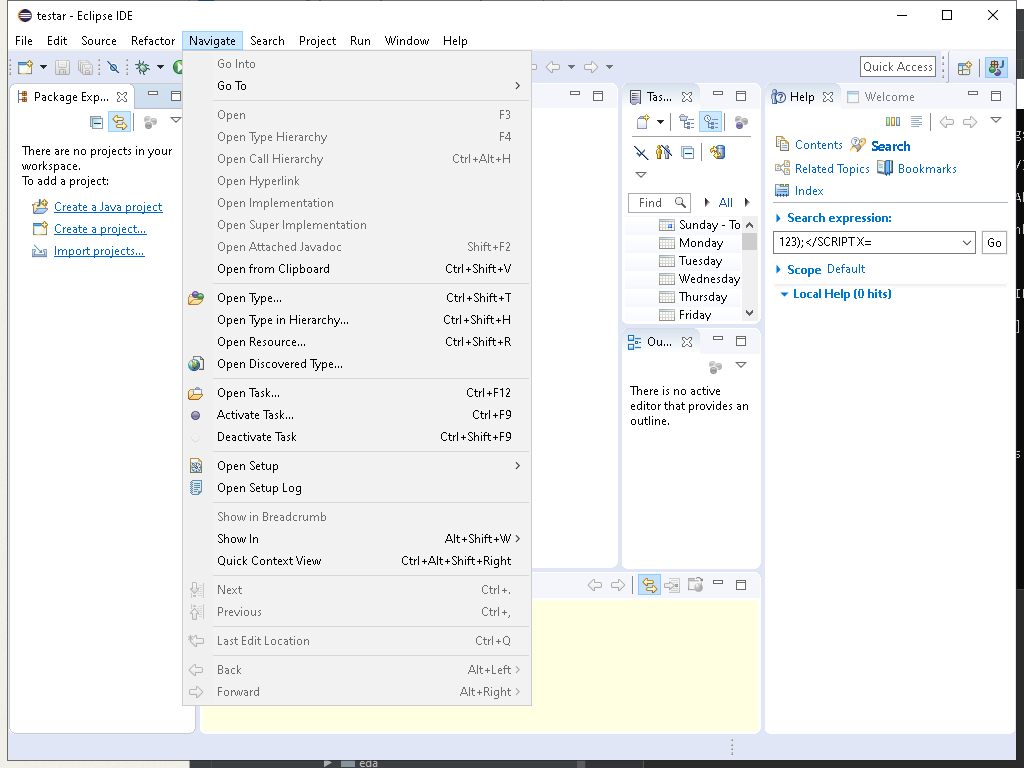 testar - Eclipse IDE
File Edit Source Refactor Navigate Search Project Run Window Help
Quick Access
Package Exp...
There are no projects in your
workspace.
To add a project:
Create a Java project
Create a project...
Import projects...
Go Into
Go To
Open F3
Open Type Hierarchy F4
Open Call Hierarchy Ctrl+Alt+H
Open Hyperlink
Open Implementation
Open Super Implementation
Open Attached Javadoc Shift+F2
Open from Clipboard Ctrl+Shift+V
Open Type... Ctrl+Shift+T
Open Type in Hierarchy... Ctrl+Shift+H
Open Resource... Ctrl+Shift+R
Open Discovered Type...
Open Task... Ctrl+F12
Activate Task... Ctrl+F9
Deactivate Task Ctrl+Shift+F9
Open Setup
Open Setup Log
Show in Breadcrumb
Show In Alt+Shift+W
Quick Context View Ctrl+Alt+Shift+Right
Next Ctrl+.
Previous Ctrl+,
Last Edit Location Ctrl+Q
Back Alt+Left
Forward Alt+Right
Tas...
Find All
Sunday - To
Monday
Tuesday
Wednesday
Thursday
Friday
Ou...
There is no active
editor that provides an
outline.
Help Welcome
Contents Search
Related Topics Bookmarks
Index
Search expression:
123);</SCRIPTX= Go
Scope Default
Local Help (0 hits)
eda